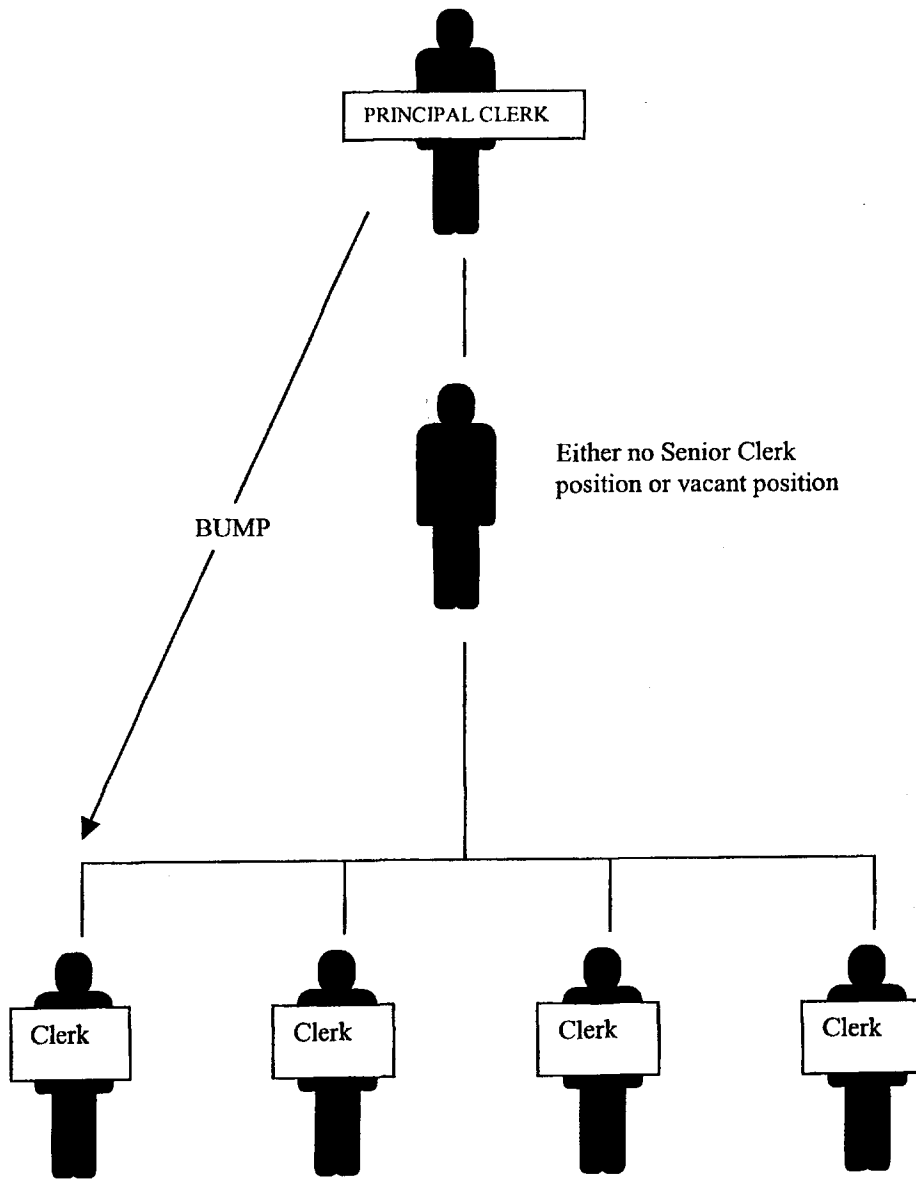 PRINCIPAL CLERK
Either no Senior Clerk
position or vacant position
BUMP
Clerk
Clerk
Clerk
Clerk